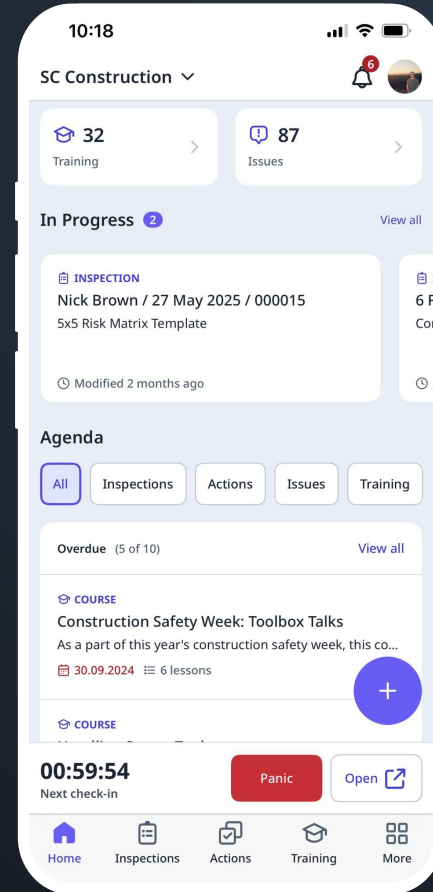 10:18
SC Construction
6
32
Training
87
Issues
In Progress 2
View all
INSPECTION
Nick Brown / 27 May 2025 / 000015
5x5 Risk Matrix Template
Modified 2 months ago
6 F
Agenda
All
Inspections
Actions
Issues
Training
Overdue (5 of 10)
View all
COURSE
Construction Safety Week: Toolbox Talks
As a part of this year's construction safety week, this co...
30.09.2024
6 lessons
COURSE
00:59:54
Next check-in
Panic
Open
Home
Inspections
Actions
Training
More